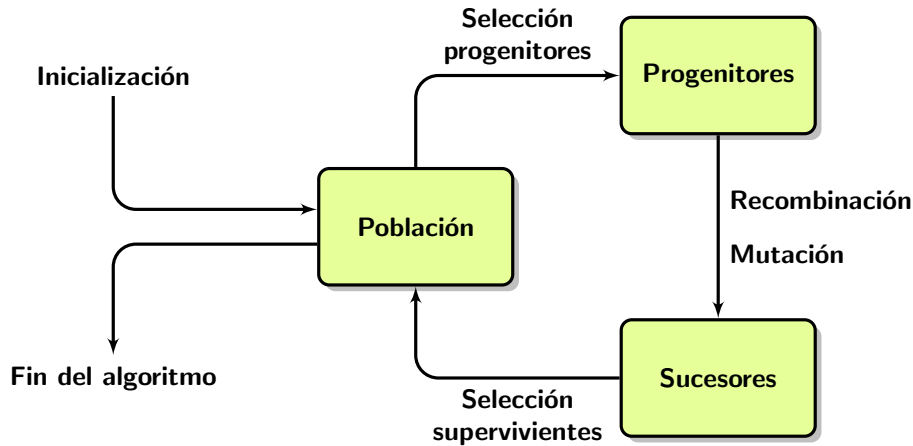 Selección
progenitores
Progenitores
Inicialización
Recombinación
Población
Mutación
Fin del algoritmo
Sucesores
Selección
supervivientes